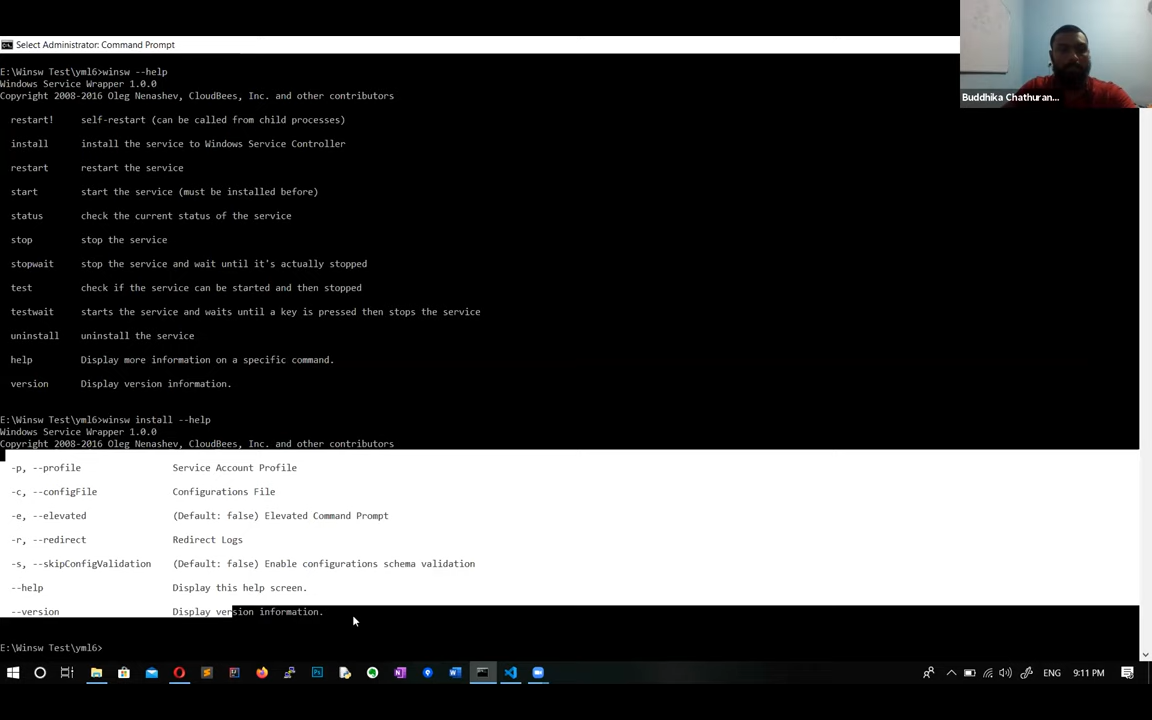 Select Administrator: Command Prompt
Buddhika Chathuran...
E:\Winsw Test\yml6>winsw --help
Windows Service Wrapper 1.0.0
Copyright 2008-2016 Oleg Nenashev, CloudBees, Inc. and other contributors
restart! self-restart (can be called from child processes)
install install the service to Windows Service Controller
restart restart the service
start start the service (must be installed before)
status check the current status of the service
stop stop the service
stopwait stop the service and wait until it's actually stopped
test check if the service can be started and then stopped
testwait starts the service and waits until a key is pressed then stops the service
uninstall uninstall the service
help Display more information on a specific command.
version Display version information.
E:\Winsw Test\yml6>winsw install --help
Windows Service Wrapper 1.0.0
Copyright 2008-2016 Oleg Nenashev, CloudBees, Inc. and other contributors
-p, --profile Service Account Profile
-c, --configFile Configurations File
-e, --elevated (Default: false) Elevated Command Prompt
-r, --redirect Redirect Logs
-s, --skipConfigValidation (Default: false) Enable configurations schema validation
--help Display this help screen.
--version Display version information.
E:\Winsw Test\yml6>
ENG 9:11 PM